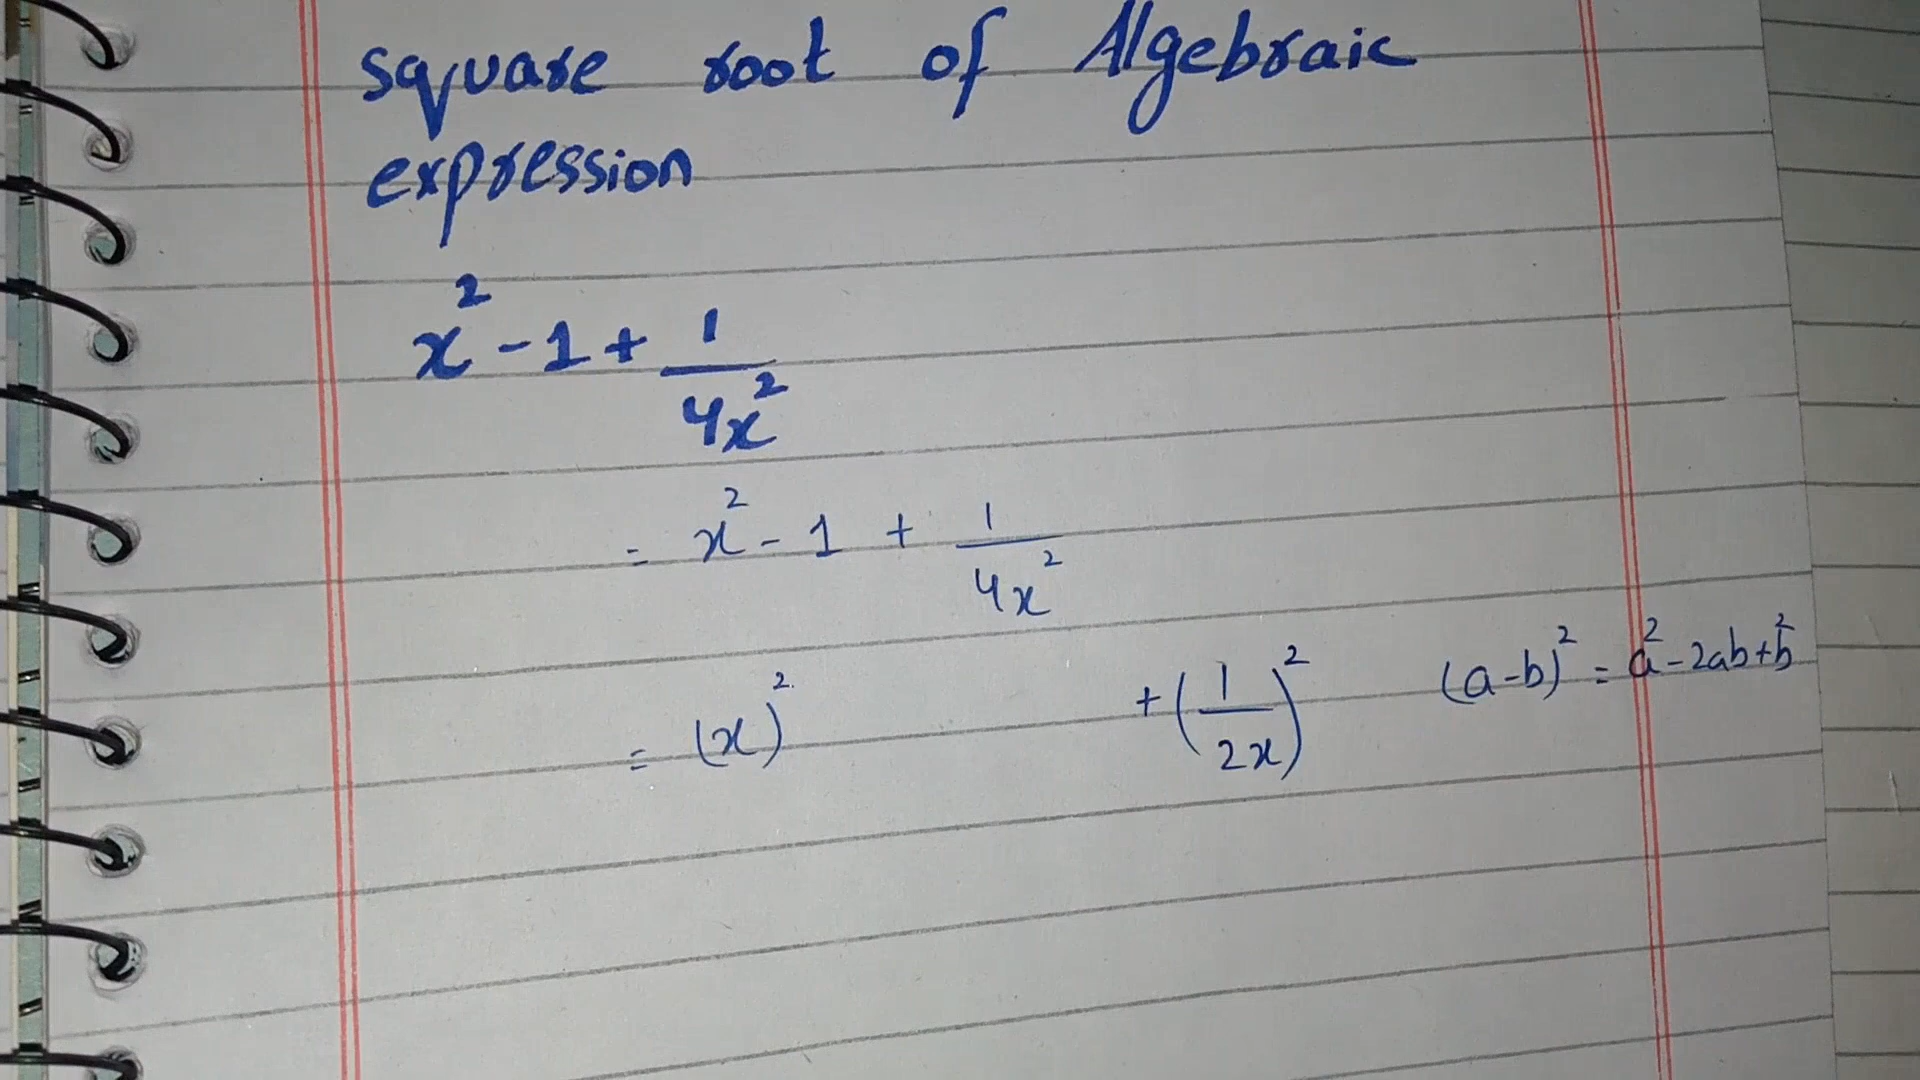 square root of Algebraic
expression
x² - 1 + 1/4x²
= x² - 1 + 1/4x²
= (x)² + (1/2x)² (a-b)² = a² - 2ab + b²